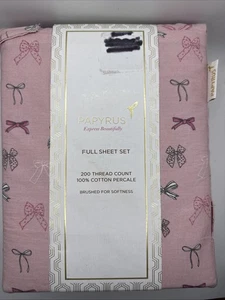 PAPYRUS
Express Beautifully
FULL SHEET SET
200 THREAD COUNT
100% COTTON PERCALE
BRUSHED FOR SOFTNESS